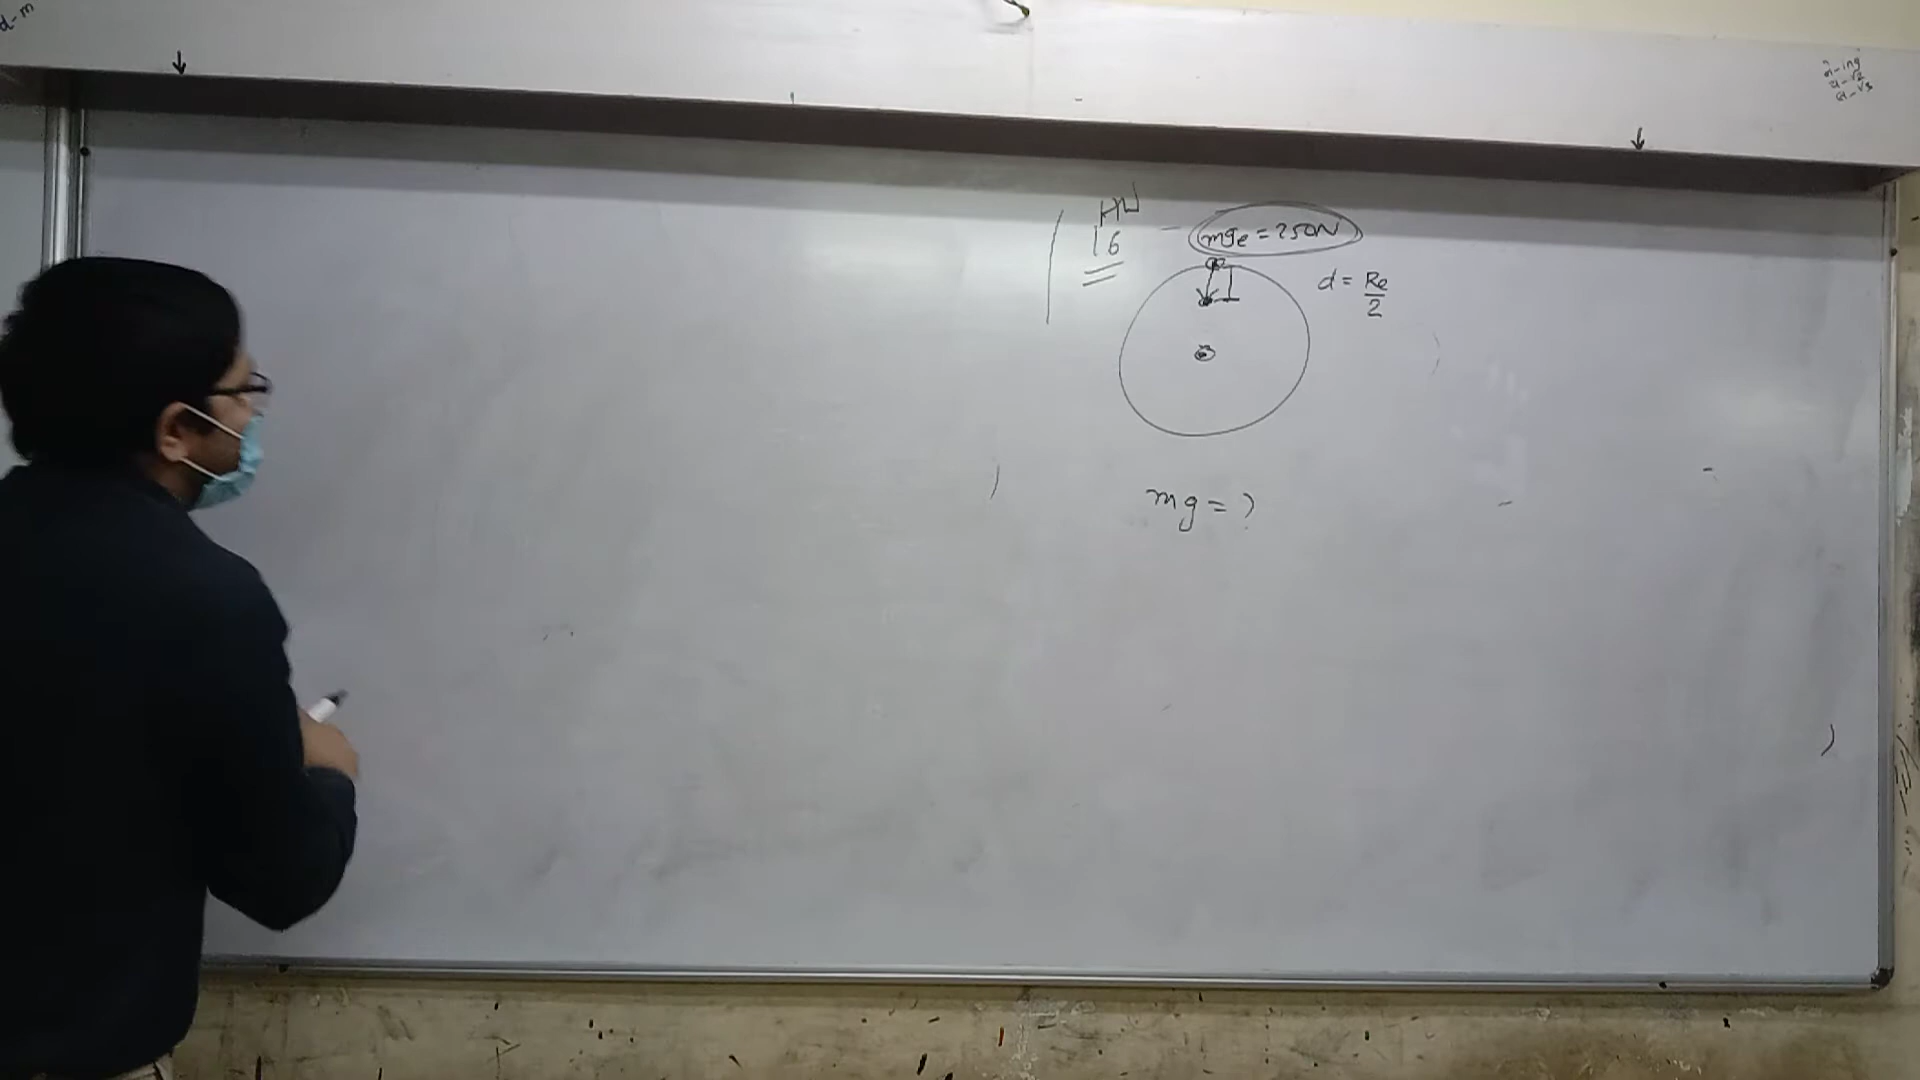 d-m
HW
16
mge = 250N
d = Re/2
mg = ?